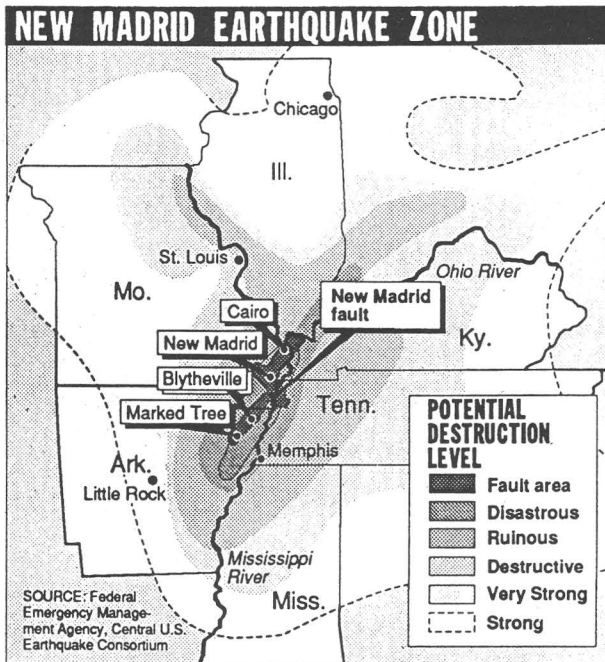 NEW MADRID EARTHQUAKE ZONE
Chicago
Ill.
St. Louis
Ohio River
Mo.
Cairo
New Madrid
fault
New Madrid
Ky.
Blytheville
Tenn.
Marked Tree
Memphis
Ark.
Little Rock
Mississippi
River
Miss.
SOURCE: Federal
Emergency Manage-
ment Agency, Central U.S.
Earthquake Consortium
POTENTIAL
DESTRUCTION
LEVEL
Fault area
Disastrous
Ruinous
Destructive
Very Strong
Strong